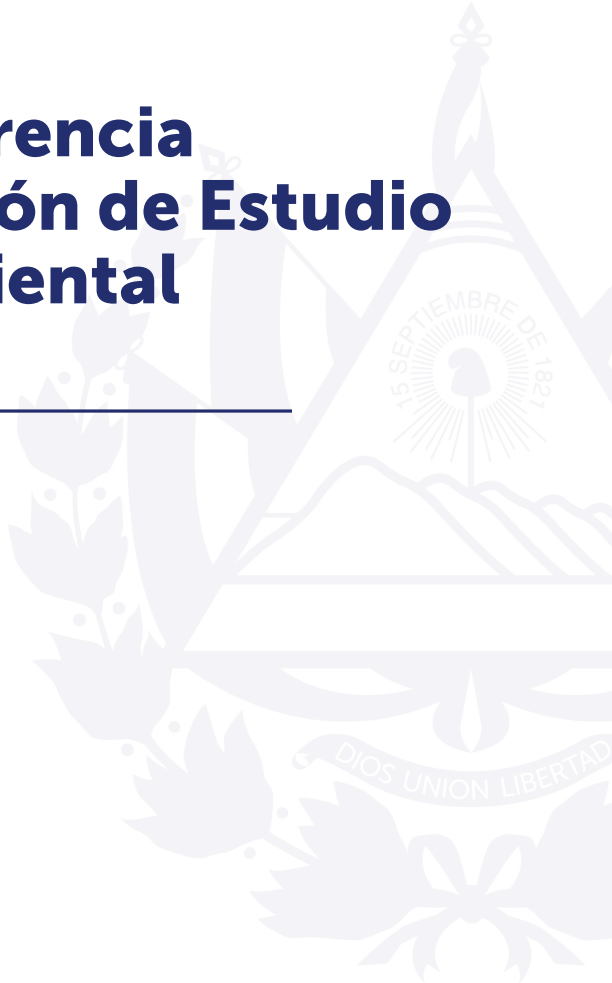 rencia
ón de Estudio
iental
15 SEPTIEMBRE DE 1821
DIOS UNION LIBERTAD